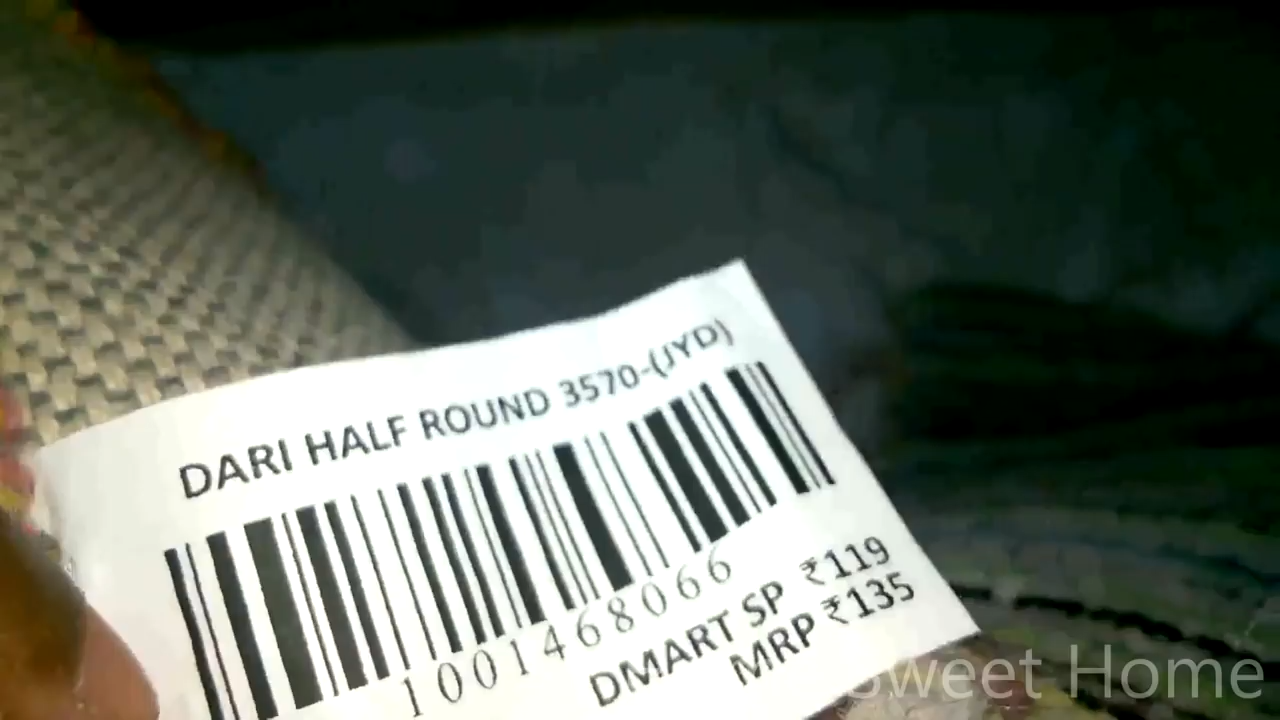 DARI HALF ROUND 3570-(JYD)
1001468066
DMART SP ₹119
MRP ₹135
Sweet Home